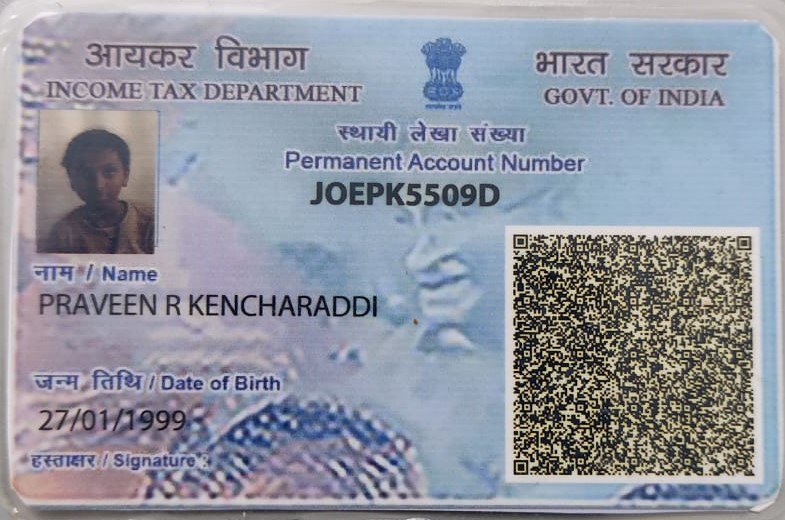 आयकर विभाग
INCOME TAX DEPARTMENT
भारत सरकार
GOVT. OF INDIA
स्थायी लेखा संख्या
Permanent Account Number
JOEPK5509D
नाम / Name
PRAVEEN R KENCHARADDI
जन्म तिथि / Date of Birth
27/01/1999
हस्ताक्षर / Signature :